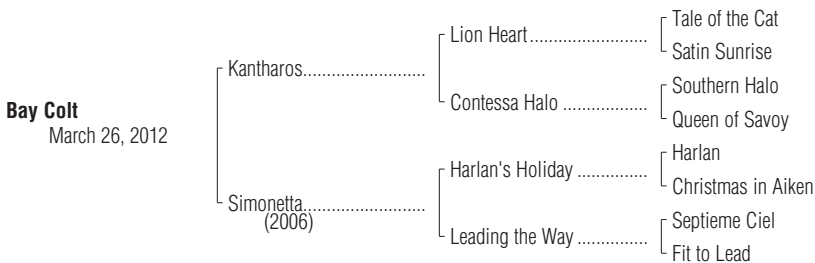 Tale of the Cat
Lion Heart..............................
Satin Sunrise
Kantharos...........................
Southern Halo
Contessa Halo .....................
Queen of Savoy
Bay Colt
March 26, 2012
Harlan
Harlan's Holiday .................
Christmas in Aiken
Simonetta...........................
(2006)
Septieme Ciel
Leading the Way .................
Fit to Lead